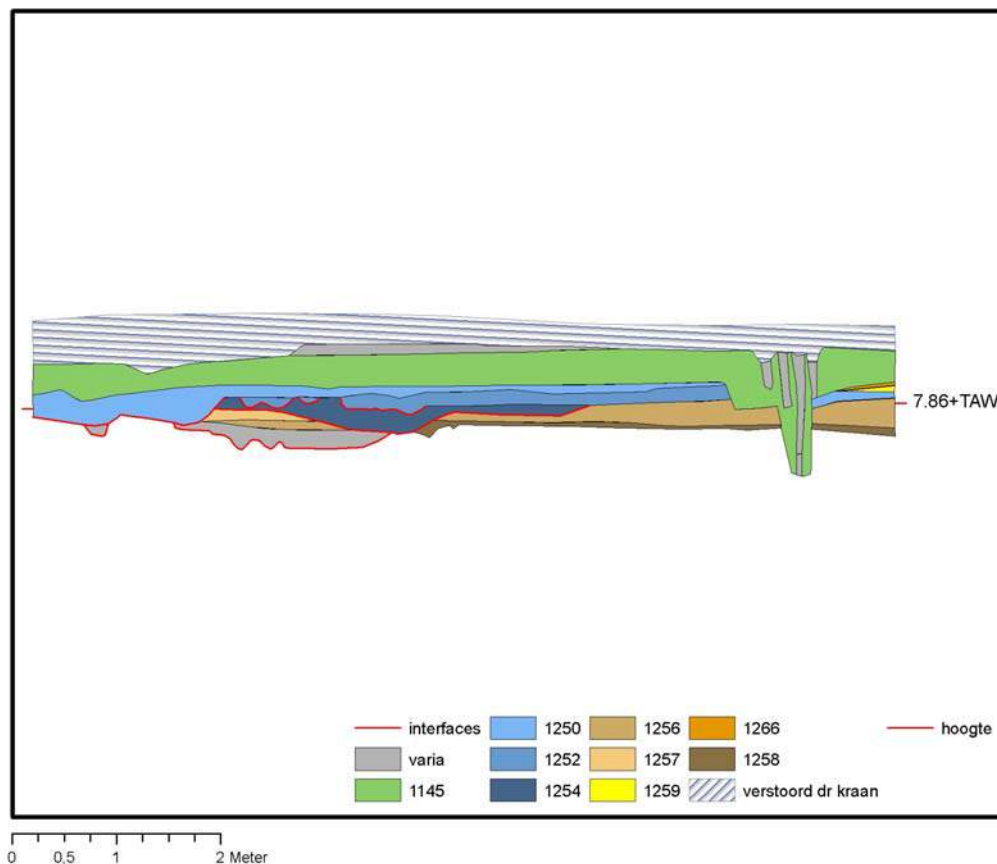 7.86+TAW
interfaces
1250
1256
1266
hoogte
varia
1252
1257
1258
1145
1254
1259
verstoord dr kraan
0 0,5 1 2 Meter